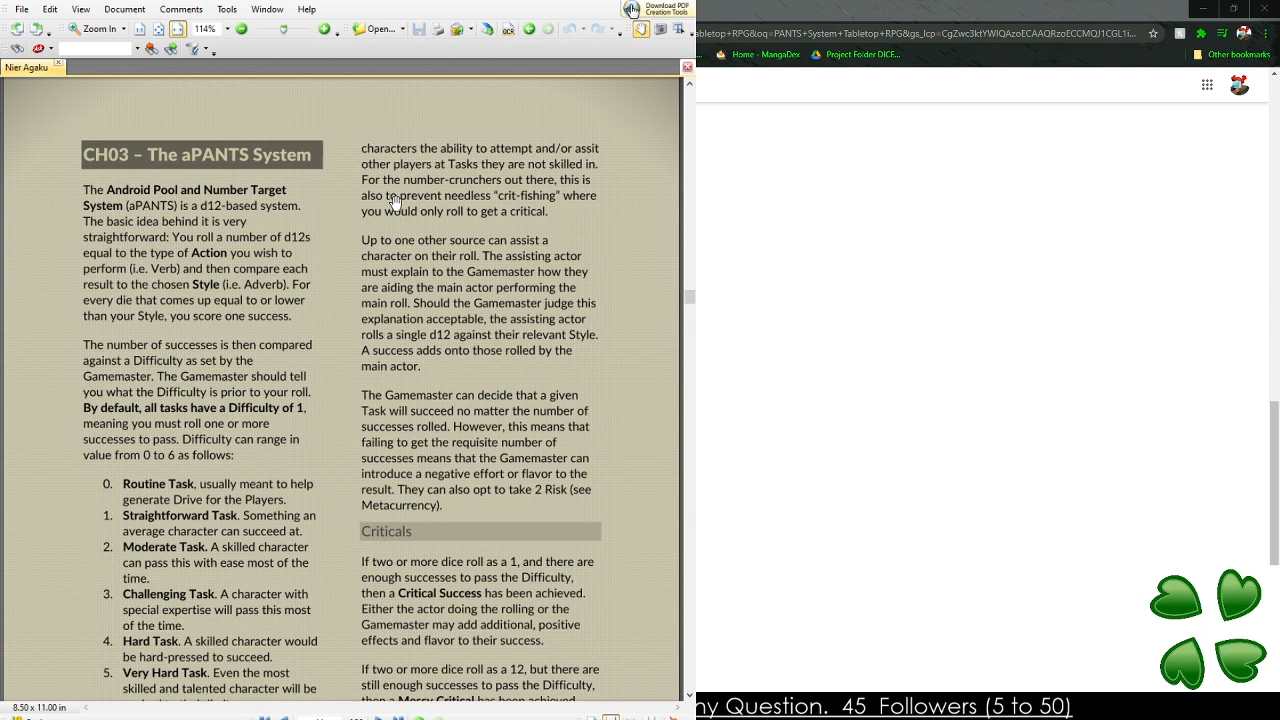 File Edit View Document Comments Tools Window Help
Download PDF
Creation Tools
Zoom In 114% Open... OCR
Nier Agaku
CH03 – The aPANTS System
The Android Pool and Number Target
System (aPANTS) is a d12-based system.
The basic idea behind it is very
straightforward: You roll a number of d12s
equal to the type of Action you wish to
perform (i.e. Verb) and then compare each
result to the chosen Style (i.e. Adverb). For
every die that comes up equal to or lower
than your Style, you score one success.
The number of successes is then compared
against a Difficulty as set by the
Gamemaster. The Gamemaster should tell
you what the Difficulty is prior to your roll.
By default, all tasks have a Difficulty of 1,
meaning you must roll one or more
successes to pass. Difficulty can range in
value from 0 to 6 as follows:
0. Routine Task, usually meant to help
generate Drive for the Players.
1. Straightforward Task. Something an
average character can succeed at.
2. Moderate Task. A skilled character
can pass this with ease most of the
time.
3. Challenging Task. A character with
special expertise will pass this most
of the time.
4. Hard Task. A skilled character would
be hard-pressed to succeed.
5. Very Hard Task. Even the most
skilled and talented character will be
characters the ability to attempt and/or assit
other players at Tasks they are not skilled in.
For the number-crunchers out there, this is
also to prevent needless “crit-fishing” where
you would only roll to get a critical.
Up to one other source can assist a
character on their roll. The assisting actor
must explain to the Gamemaster how they
are aiding the main actor performing the
main roll. Should the Gamemaster judge this
explanation acceptable, the assisting actor
rolls a single d12 against their relevant Style.
A success adds onto those rolled by the
main actor.
The Gamemaster can decide that a given
Task will succeed no matter the number of
successes rolled. However, this means that
failing to get the requisite number of
successes means that the Gamemaster can
introduce a negative effort or flavor to the
result. They can also opt to take 2 Risk (see
Metacurrency).
Criticals
If two or more dice roll as a 1, and there are
enough successes to pass the Difficulty,
then a Critical Success has been achieved.
Either the actor doing the rolling or the
Gamemaster may add additional, positive
effects and flavor to their success.
If two or more dice roll as a 12, but there are
still enough successes to pass the Difficulty,
then a Messy Critical has been achieved
8.50 x 11.00 in
abletop RPG&oq=PANTS+System+Tabletop+RPG&gs_lcp=CgZwc3ktYWIQAzoECAAQRzoECCMQJ1CGL1i...
Home - MangaDex Project Folder DICE... Other bookmarks
ny Question. 45 Followers (5 to 50)